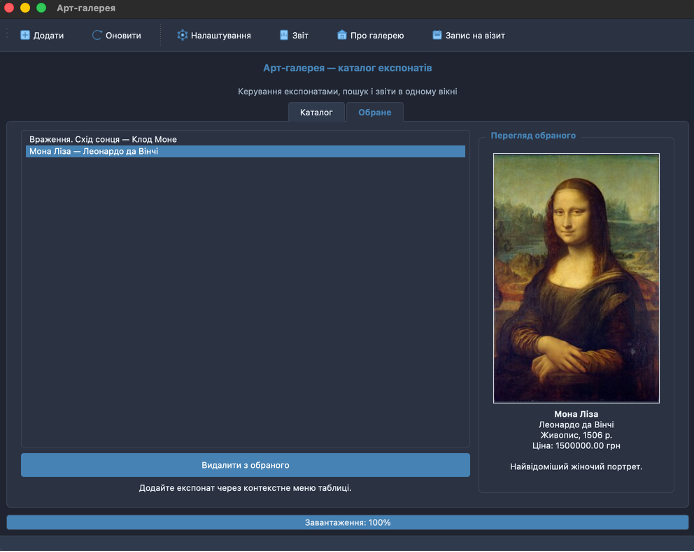 Арт-галерея
Додати Оновити Налаштування Звіт Про галерею Запис на візит
Арт-галерея — каталог експонатів
Керування експонатами, пошук і звіти в одному вікні
Каталог Обране
Враження. Схід сонця — Клод Моне
Мона Ліза — Леонардо да Вінчі
Видалити з обраного
Додайте експонат через контекстне меню таблиці.
Перегляд обраного
Мона Ліза
Леонардо да Вінчі
Живопис, 1506 р.
Ціна: 1500000.00 грн
Найвідоміший жіночий портрет.
Завантаження: 100%